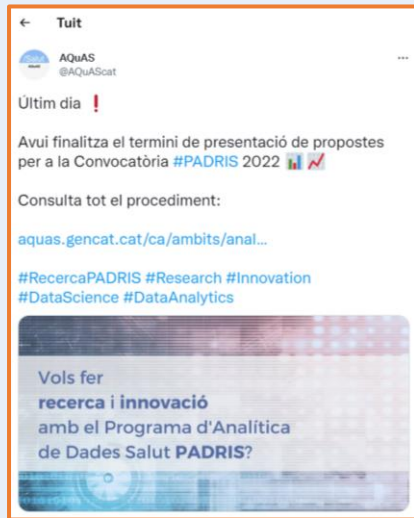 ← Tuit
AQuAS
@AQuAScat
Últim dia ❗
Avui finalitza el termini de presentació de propostes
per a la Convocatòria #PADRIS 2022 📊 📈
Consulta tot el procediment:
aquas.gencat.cat/ca/ambits/anal...
#RecercaPADRIS #Research #Innovation
#DataScience #DataAnalytics
Vols fer
recerca i innovació
amb el Programa d'Analítica
de Dades Salut PADRIS?